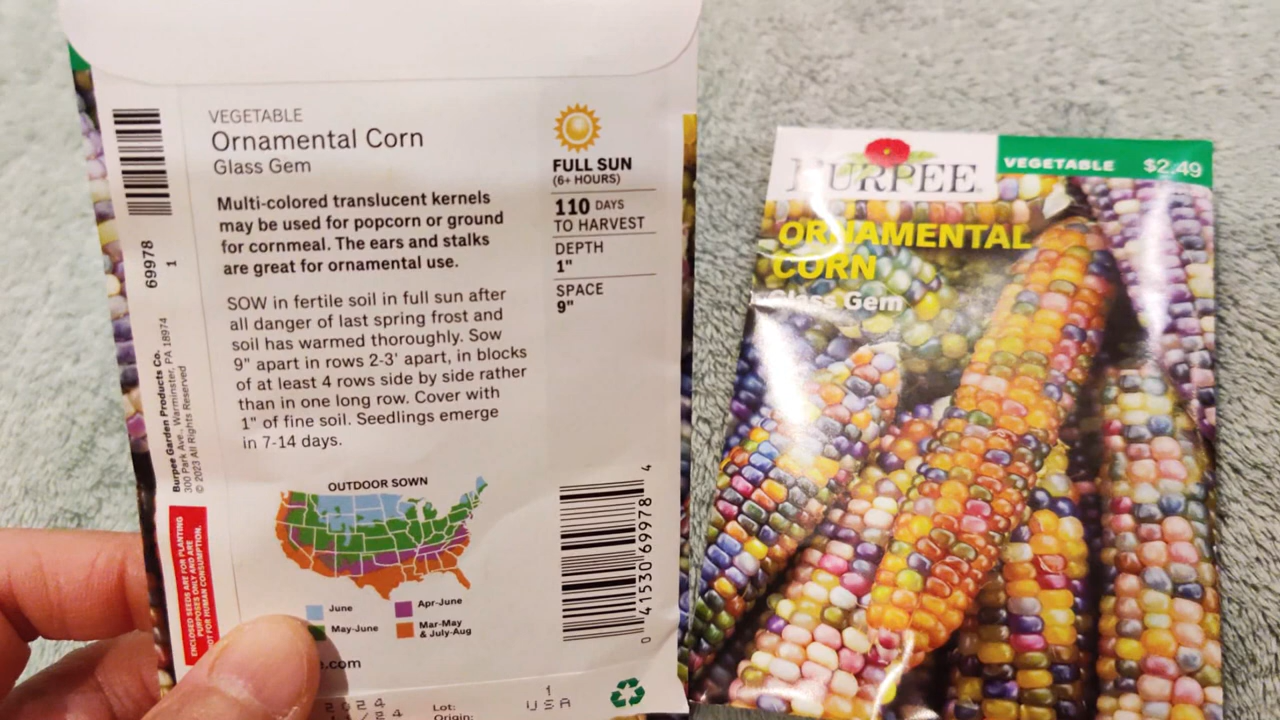 VEGETABLE
Ornamental Corn
Glass Gem
Multi-colored translucent kernels
may be used for popcorn or ground
for cornmeal. The ears and stalks
are great for ornamental use.
SOW in fertile soil in full sun after
all danger of last spring frost and
soil has warmed thoroughly. Sow
9" apart in rows 2-3' apart, in blocks
of at least 4 rows side by side rather
than in one long row. Cover with
1" of fine soil. Seedlings emerge
in 7-14 days.
FULL SUN
(6+ HOURS)
110 DAYS
TO HARVEST
DEPTH
1"
SPACE
9"
OUTDOOR SOWN
June
May-June
Apr-June
Mar-May
& July-Aug
.com
2024
/24
Lot:
Origin:
1
USA
0 41530 69978 4
69978
1
Burpee Garden Products Co.
300 Park Ave., Warminster, PA 18974
© 2023 All Rights Reserved
ENCLOSED SEEDS ARE FOR PLANTING
PURPOSES ONLY AND ARE
NOT FOR HUMAN CONSUMPTION.
BURPEE
VEGETABLE $2.49
ORNAMENTAL
CORN
Glass Gem